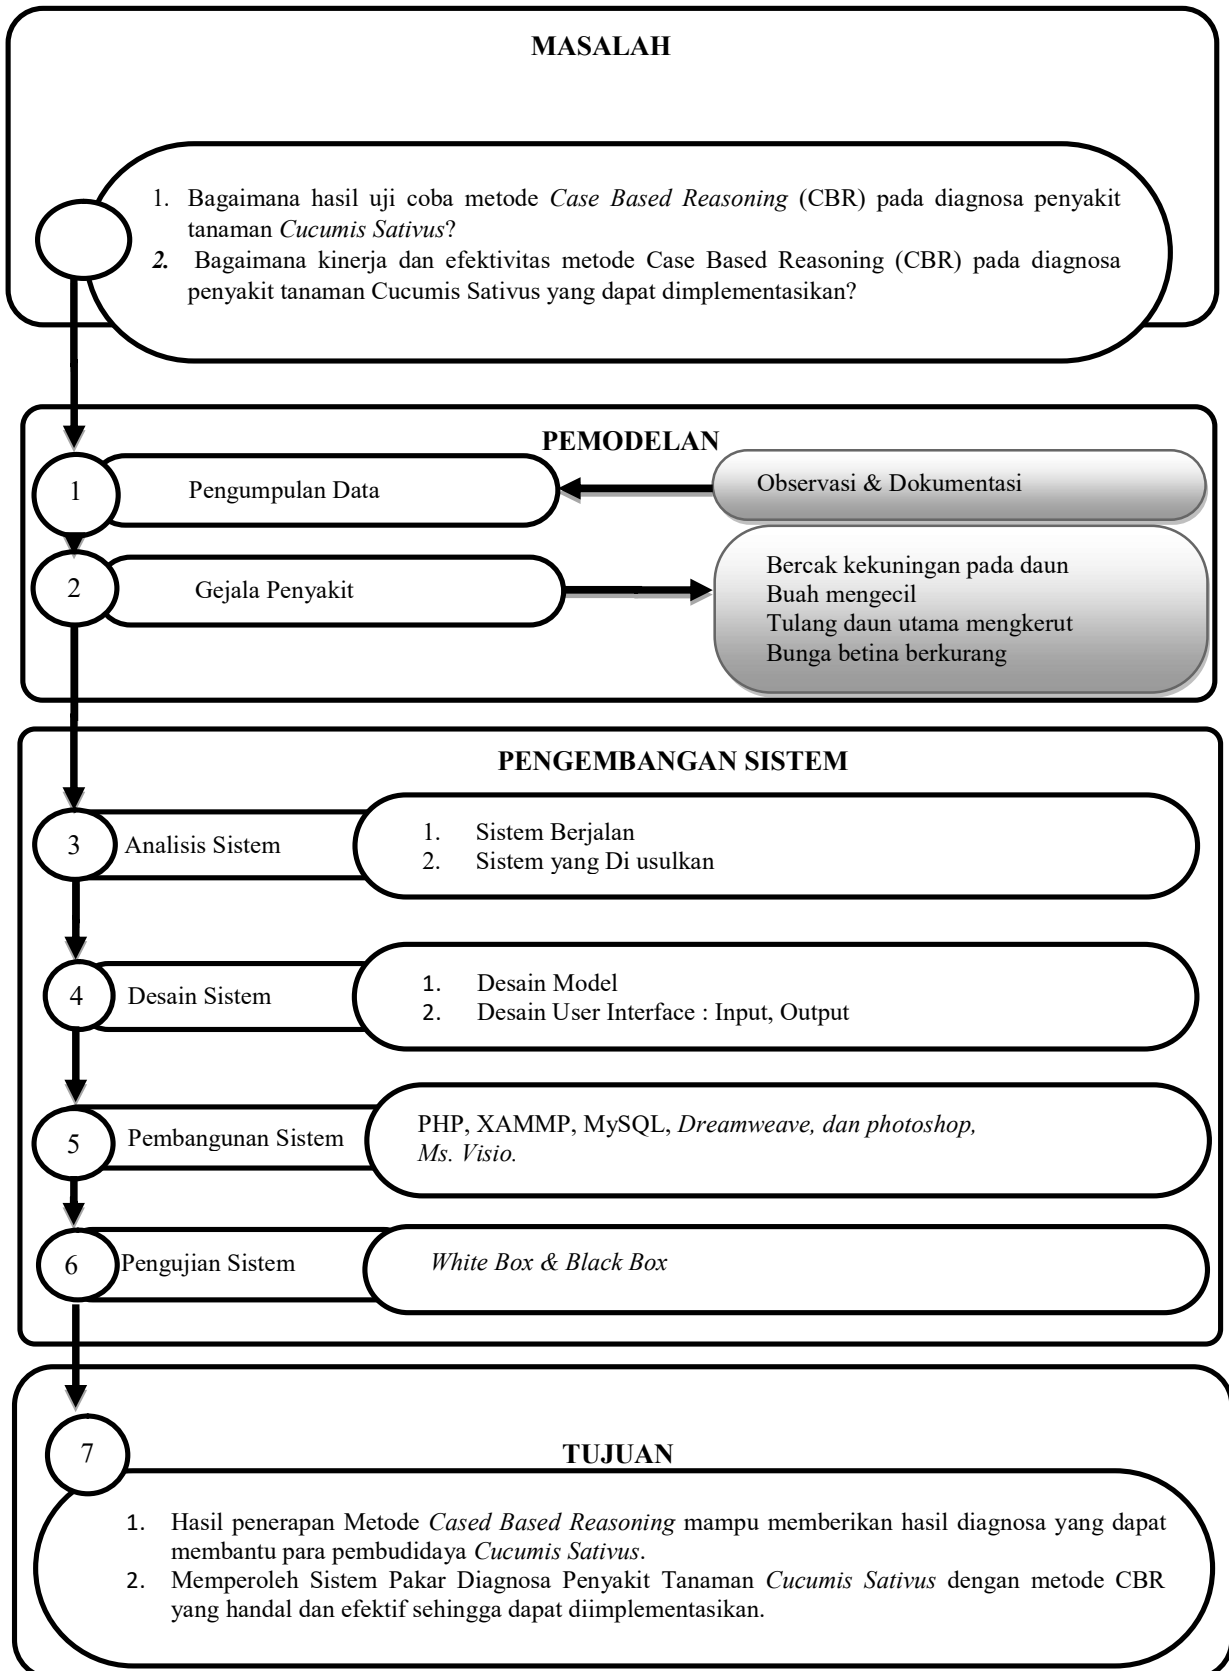 MASALAH
1. Bagaimana hasil uji coba metode Case Based Reasoning (CBR) pada diagnosa penyakit
tanaman Cucumis Sativus?
2. Bagaimana kinerja dan efektivitas metode Case Based Reasoning (CBR) pada diagnosa
penyakit tanaman Cucumis Sativus yang dapat dimplementasikan?
PEMODELAN
1 Pengumpulan Data
Observasi & Dokumentasi
2 Gejala Penyakit
Bercak kekuningan pada daun
Buah mengecil
Tulang daun utama mengkerut
Bunga betina berkurang
PENGEMBANGAN SISTEM
3 Analisis Sistem
1. Sistem Berjalan
2. Sistem yang Di usulkan
4 Desain Sistem
1. Desain Model
2. Desain User Interface : Input, Output
5 Pembangunan Sistem
PHP, XAMMP, MySQL, Dreamweave, dan photoshop,
Ms. Visio.
6 Pengujian Sistem
White Box & Black Box
7
TUJUAN
1. Hasil penerapan Metode Cased Based Reasoning mampu memberikan hasil diagnosa yang dapat
membantu para pembudidaya Cucumis Sativus.
2. Memperoleh Sistem Pakar Diagnosa Penyakit Tanaman Cucumis Sativus dengan metode CBR
yang handal dan efektif sehingga dapat diimplementasikan.